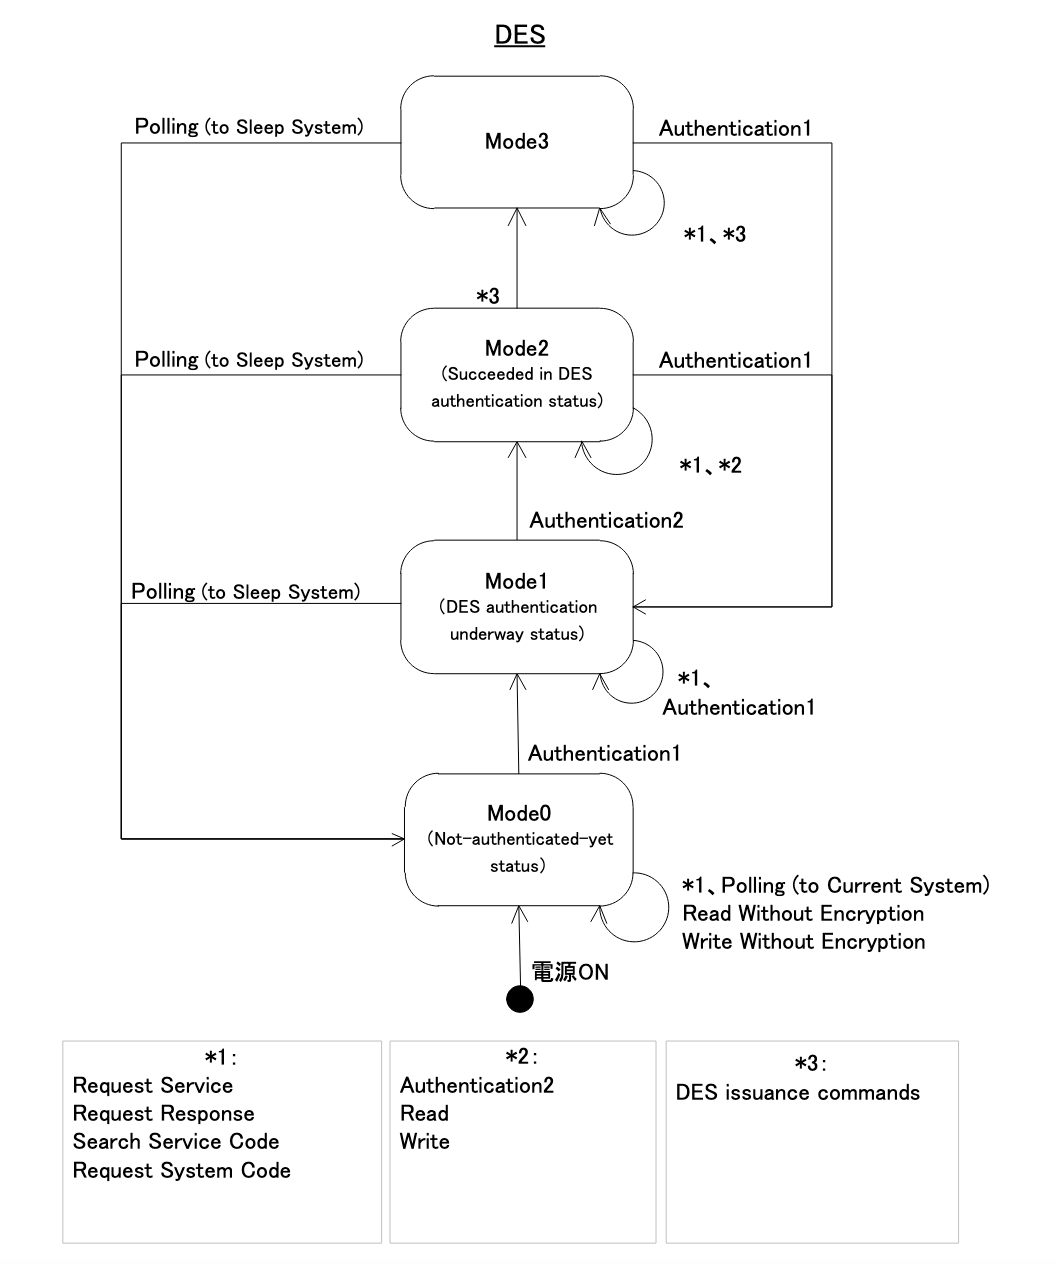 DES
Polling (to Sleep System)
Mode3
Authentication1
*1、*3
*3
Polling (to Sleep System)
Mode2
(Succeeded in DES
authentication status)
Authentication1
*1、*2
Authentication2
Polling (to Sleep System)
Mode1
(DES authentication
underway status)
*1、
Authentication1
Authentication1
Mode0
(Not-authenticated-yet
status)
*1、Polling (to Current System)
Read Without Encryption
Write Without Encryption
電源ON
*1:
Request Service
Request Response
Search Service Code
Request System Code
*2:
Authentication2
Read
Write
*3:
DES issuance commands